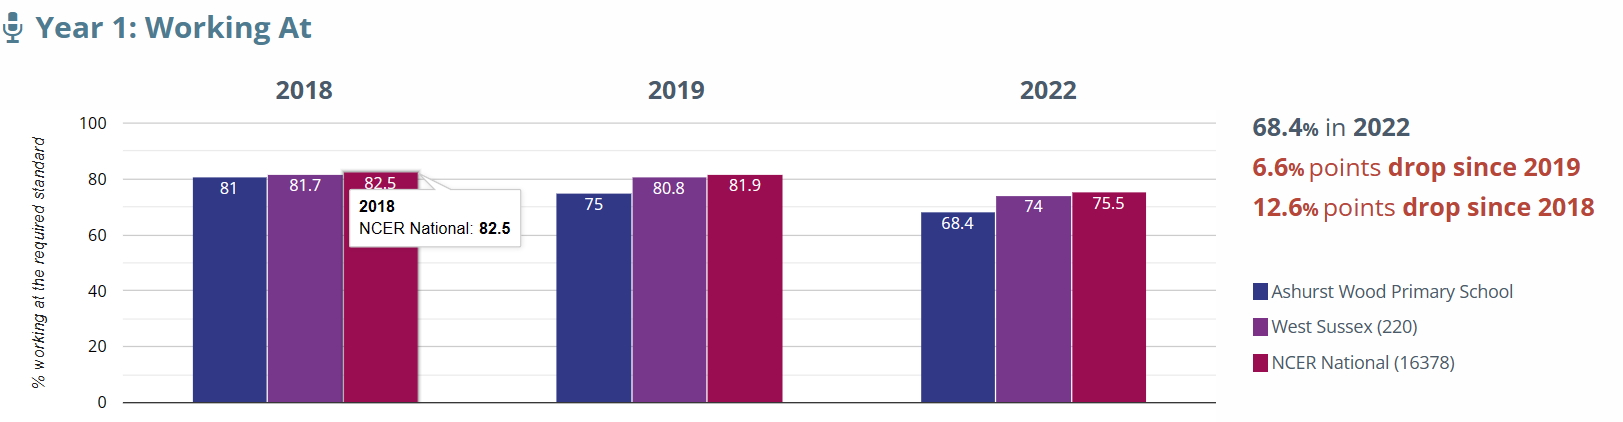 Year 1: Working At
2018
2019
2022
% working at the required standard
100
80
60
40
20
0
81
81.7
82.5
2018
NCER National: 82.5
75
80.8
81.9
68.4
74
75.5
68.4% in 2022
6.6% points drop since 2019
12.6% points drop since 2018
Ashurst Wood Primary School
West Sussex (220)
NCER National (16378)